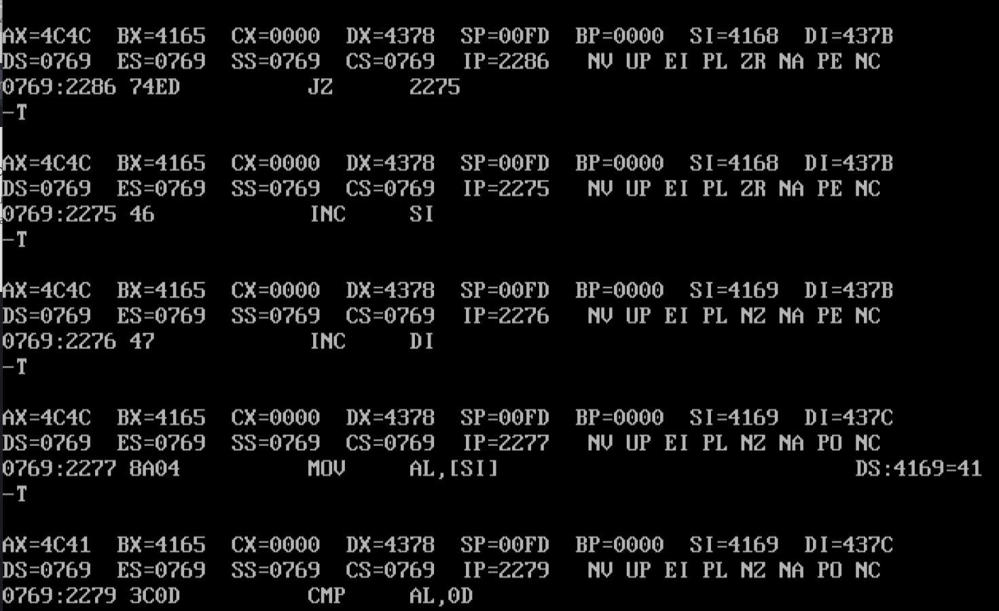 AX=4C4C  BX=4165  CX=0000  DX=4378  SP=00FD  BP=0000  SI=4168  DI=437B
DS=0769  ES=0769  SS=0769  CS=0769  IP=2286   NV UP EI PL ZR NA PE NC
0769:2286 74ED          JZ      2275
-T
AX=4C4C  BX=4165  CX=0000  DX=4378  SP=00FD  BP=0000  SI=4168  DI=437B
DS=0769  ES=0769  SS=0769  CS=0769  IP=2275   NV UP EI PL ZR NA PE NC
0769:2275 46            INC     SI
-T
AX=4C4C  BX=4165  CX=0000  DX=4378  SP=00FD  BP=0000  SI=4169  DI=437B
DS=0769  ES=0769  SS=0769  CS=0769  IP=2276   NV UP EI PL NZ NA PE NC
0769:2276 47            INC     DI
-T
AX=4C4C  BX=4165  CX=0000  DX=4378  SP=00FD  BP=0000  SI=4169  DI=437C
DS=0769  ES=0769  SS=0769  CS=0769  IP=2277   NV UP EI PL NZ NA PO NC
0769:2277 8A04          MOV     AL,[SI]                            DS:4169=41
-T
AX=4C41  BX=4165  CX=0000  DX=4378  SP=00FD  BP=0000  SI=4169  DI=437C
DS=0769  ES=0769  SS=0769  CS=0769  IP=2279   NV UP EI PL NZ NA PO NC
0769:2279 3C0D          CMP     AL,0D